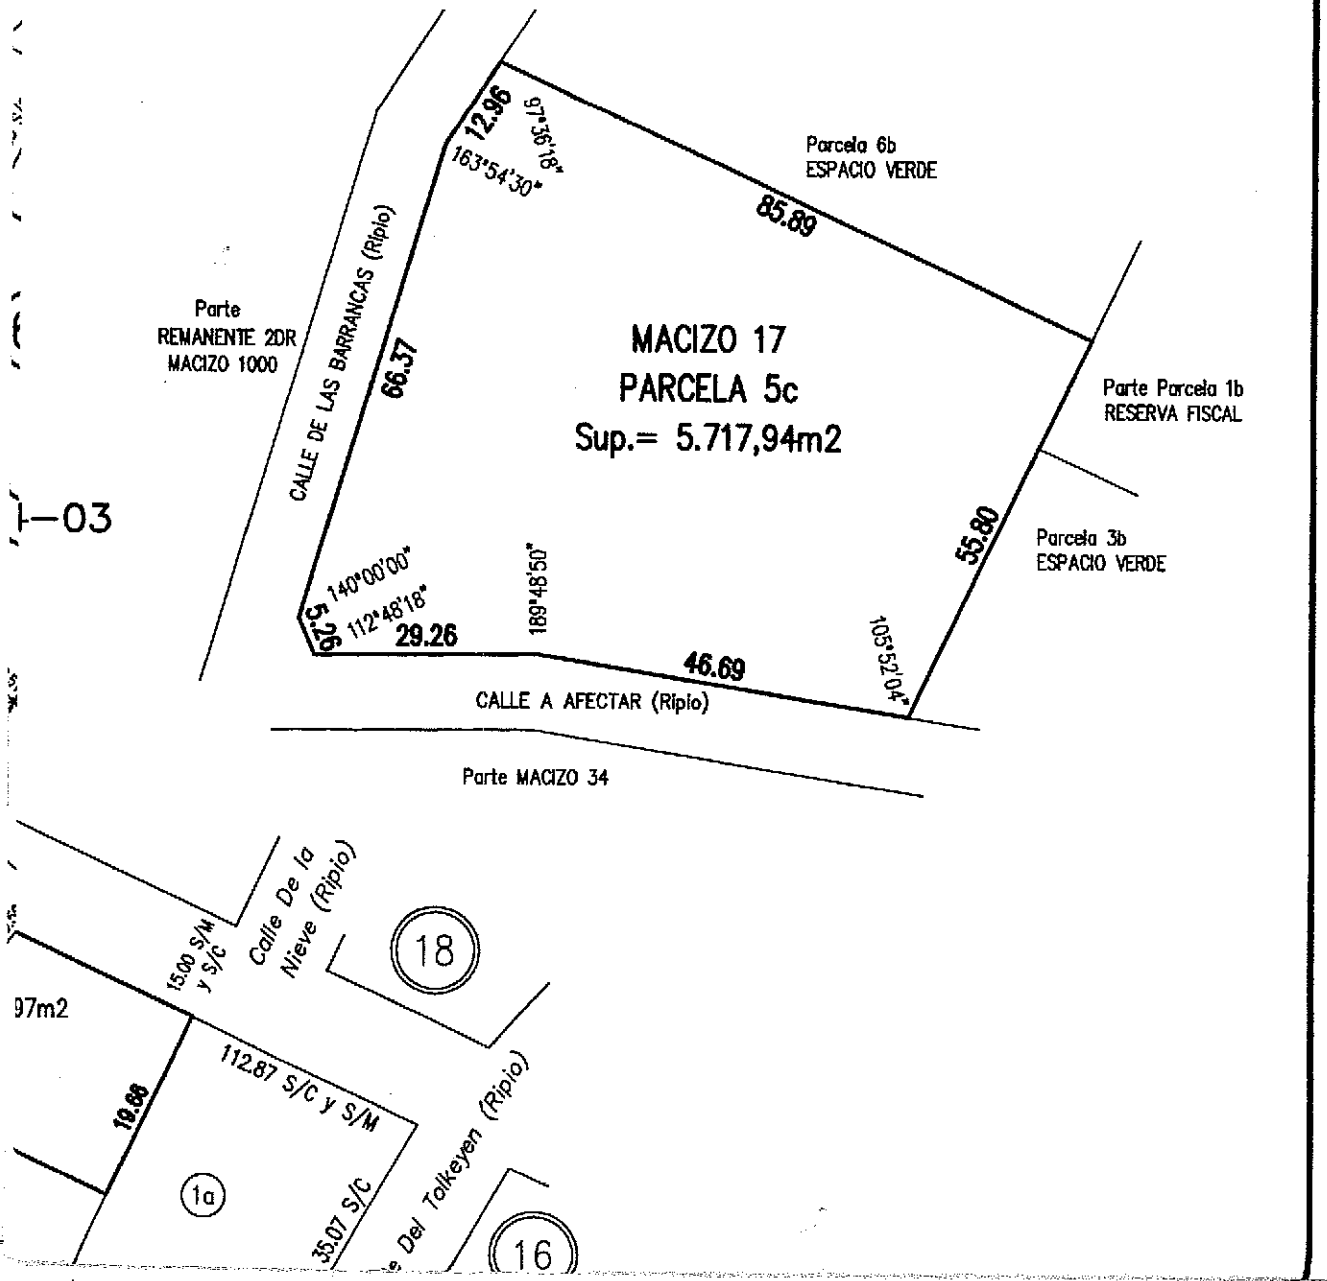 12.96
97°36'18"
163°54'30"
Parcela 6b
ESPACIO VERDE
85.89
CALLE DE LAS BARRANCAS (Ripio)
Parte
REMANENTE 2DR
MACIZO 1000
66.37
MACIZO 17
PARCELA 5c
Sup.= 5.717,94m2
Parte Parcela 1b
RESERVA FISCAL
-03
55.80
Parcela 3b
ESPACIO VERDE
140°00'00"
112°48'18"
5.26
29.26
189°48'50"
46.69
105°52'04"
CALLE A AFECTAR (Ripio)
Parte MACIZO 34
Calle De la
Nieve (Ripio)
15.00 S/M
y S/C
18
97m2
112.87 S/C y S/M
19.66
1a
35.07 S/C
e Del Talkeyen (Ripio)
16